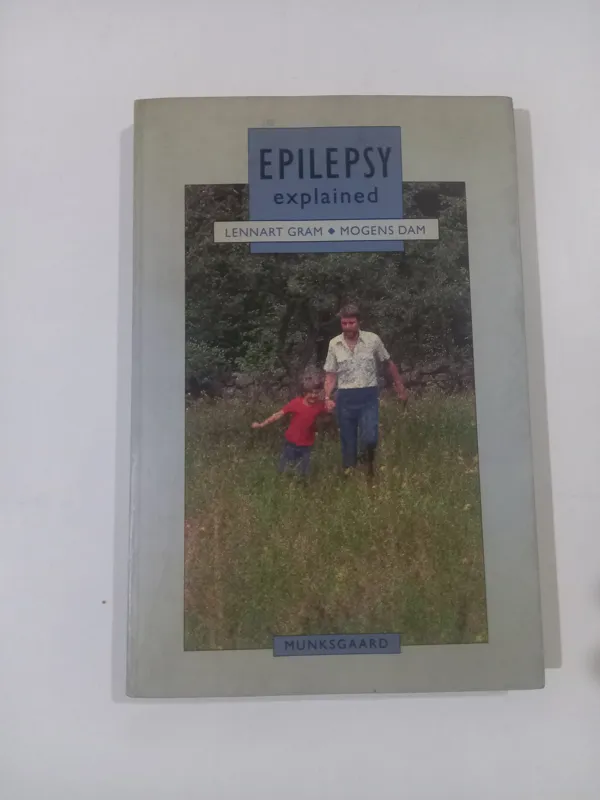 EPILEPSY
explained
LENNART GRAM ◆ MOGENS DAM
MUNKSGAARD